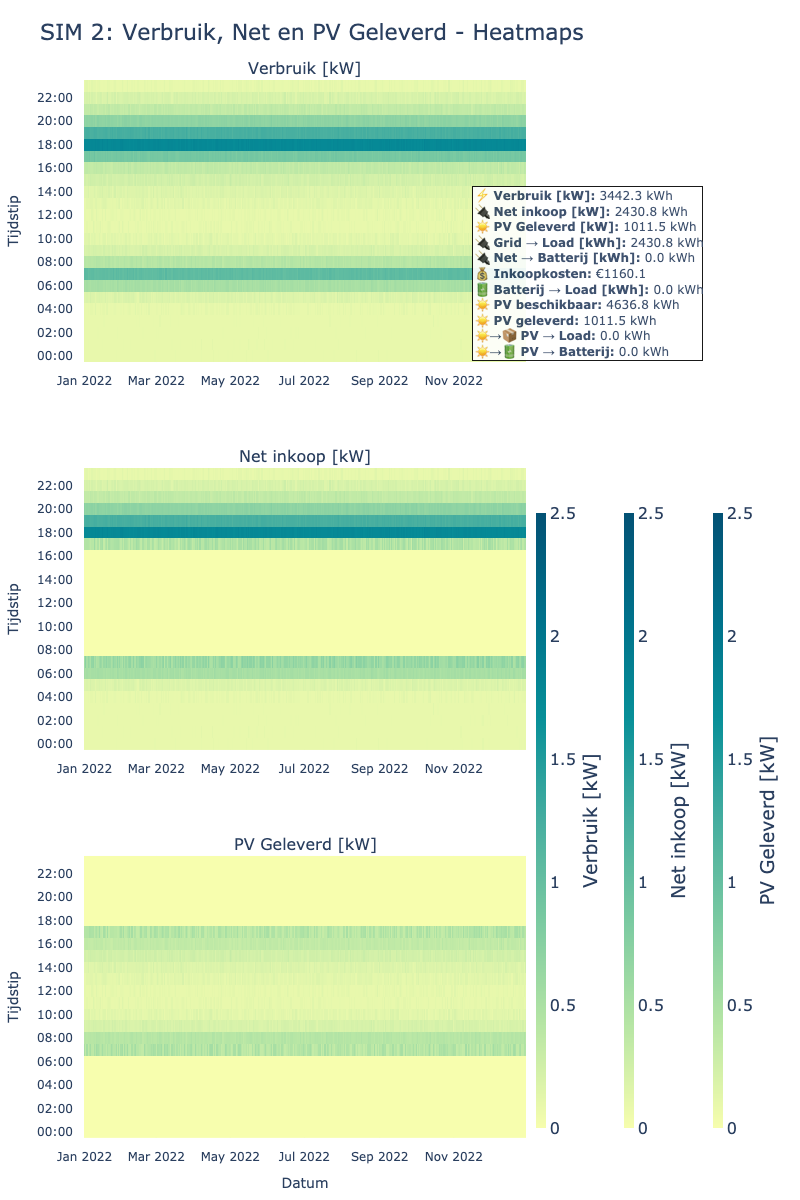 SIM 2: Verbruik, Net en PV Geleverd - Heatmaps
Verbruik [kW]
22:00
20:00
18:00
16:00
14:00
12:00
10:00
08:00
06:00
04:00
02:00
00:00
Tijdstip
Jan 2022 Mar 2022 May 2022 Jul 2022 Sep 2022 Nov 2022
⚡ Verbruik [kW]: 3442.3 kWh
🔌 Net inkoop [kW]: 2430.8 kWh
☀️ PV Geleverd [kW]: 1011.5 kWh
🔌 Grid → Load [kWh]: 2430.8 kWh
🔌 Net → Batterij [kWh]: 0.0 kWh
💰 Inkoopkosten: €1160.1
🔋 Batterij → Load [kWh]: 0.0 kWh
☀️ PV beschikbaar: 4636.8 kWh
☀️ PV geleverd: 1011.5 kWh
☀️→📦 PV → Load: 0.0 kWh
☀️→🔋 PV → Batterij: 0.0 kWh
Net inkoop [kW]
22:00
20:00
18:00
16:00
14:00
12:00
10:00
08:00
06:00
04:00
02:00
00:00
Tijdstip
Jan 2022 Mar 2022 May 2022 Jul 2022 Sep 2022 Nov 2022
PV Geleverd [kW]
22:00
20:00
18:00
16:00
14:00
12:00
10:00
08:00
06:00
04:00
02:00
00:00
Tijdstip
Jan 2022 Mar 2022 May 2022 Jul 2022 Sep 2022 Nov 2022
Datum
2.5
2
1.5
1
0.5
0
Verbruik [kW]
2.5
2
1.5
1
0.5
0
Net inkoop [kW]
2.5
2
1.5
1
0.5
0
PV Geleverd [kW]